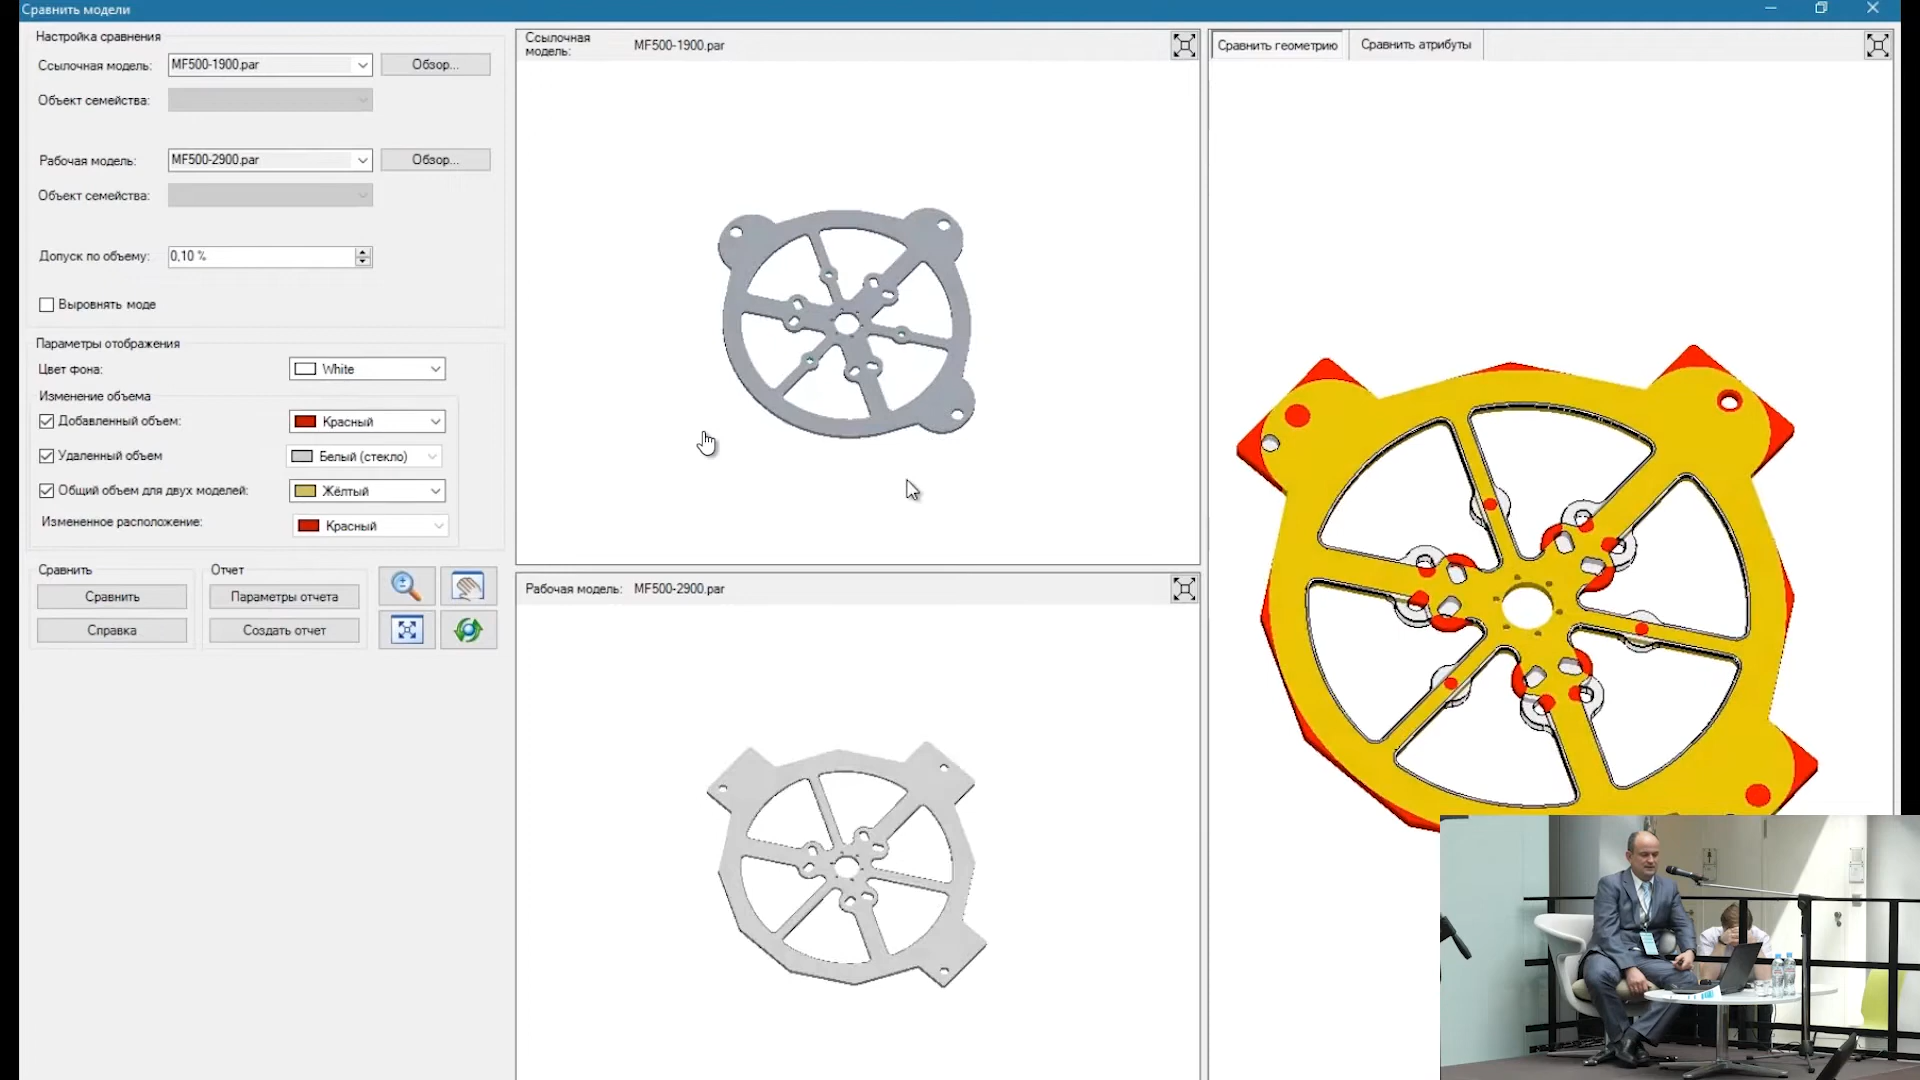 Сравнить модели
Настройка сравнения
Ссылочная модель:
MF500-1900.par
Обзор...
Объект семейства:
Рабочая модель:
MF500-2900.par
Обзор...
Объект семейства:
Допуск по объему:
0,10 %
Выровнять моде
Параметры отображения
Цвет фона:
White
Изменение объема
Добавленный объем:
Красный
Удаленный объем
Белый (стекло)
Общий объем для двух моделей:
Жёлтый
Измененное расположение:
Красный
Сравнить
Сравнить
Справка
Отчет
Параметры отчета
Создать отчет
Ссылочная
модель:
MF500-1900.par
Рабочая модель:
MF500-2900.par
Сравнить геометрию
Сравнить атрибуты